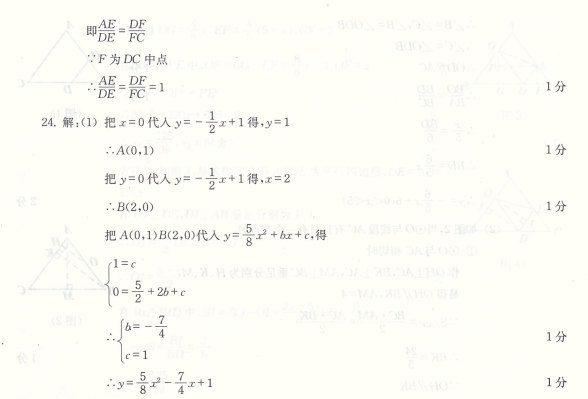 即AE/DE=DF/FC
∵F为DC中点
∴AE/DE=DF/FC=1 1分
24. 解:(1) 把x=0代入y=-1/2x+1得,y=1
∴A(0,1) 1分
把y=0代入y=-1/2x+1得,x=2
∴B(2,0) 1分
把A(0,1)B(2,0)代入y=5/8x²+bx+c,得
{1=c
0=5/2+2b+c
∴{b=-7/4 1分
c=1
∴y=5/8x²-7/4x+1 1分